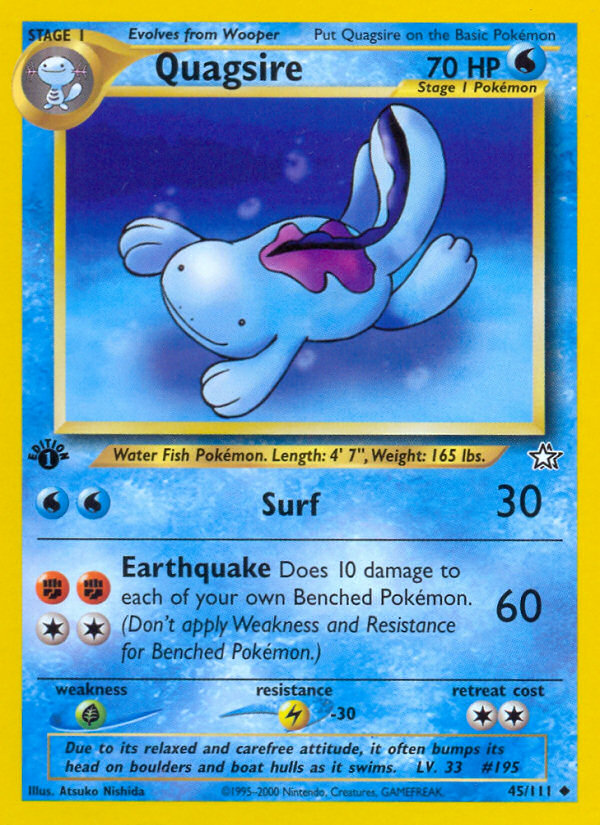 STAGE 1 Evolves from Wooper Put Quagsire on the Basic Pokémon
Quagsire 70 HP
Stage 1 Pokémon
EDITION 1
Water Fish Pokémon. Length: 4' 7", Weight: 165 lbs.
Surf 30
Earthquake Does 10 damage to
each of your own Benched Pokémon. 60
(Don't apply Weakness and Resistance
for Benched Pokémon.)
weakness resistance retreat cost
-30
Due to its relaxed and carefree attitude, it often bumps its
head on boulders and boat hulls as it swims. LV. 33 #195
Illus. Atsuko Nishida ©1995–2000 Nintendo, Creatures, GAMEFREAK. 45/111